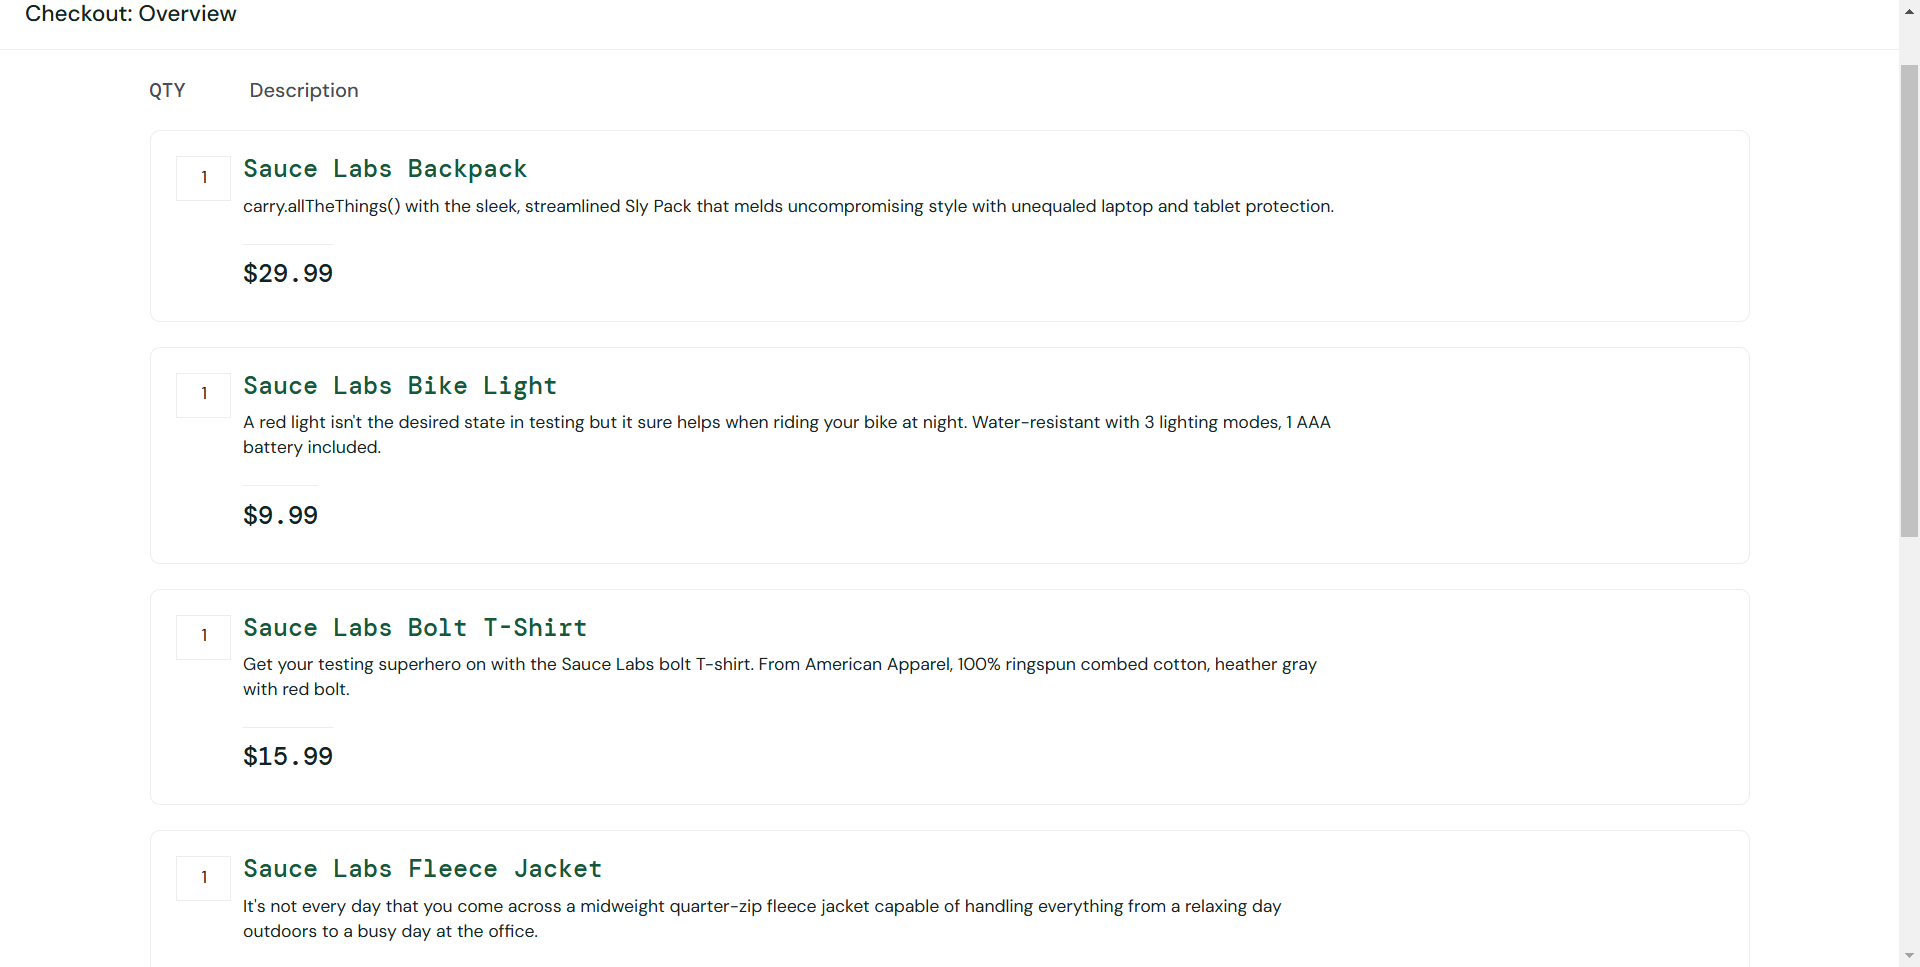 Checkout: Overview
QTY Description
1 Sauce Labs Backpack
carry.allTheThings() with the sleek, streamlined Sly Pack that melds uncompromising style with unequaled laptop and tablet protection.
$29.99
1 Sauce Labs Bike Light
A red light isn't the desired state in testing but it sure helps when riding your bike at night. Water-resistant with 3 lighting modes, 1 AAA
battery included.
$9.99
1 Sauce Labs Bolt T-Shirt
Get your testing superhero on with the Sauce Labs bolt T-shirt. From American Apparel, 100% ringspun combed cotton, heather gray
with red bolt.
$15.99
1 Sauce Labs Fleece Jacket
It's not every day that you come across a midweight quarter-zip fleece jacket capable of handling everything from a relaxing day
outdoors to a busy day at the office.